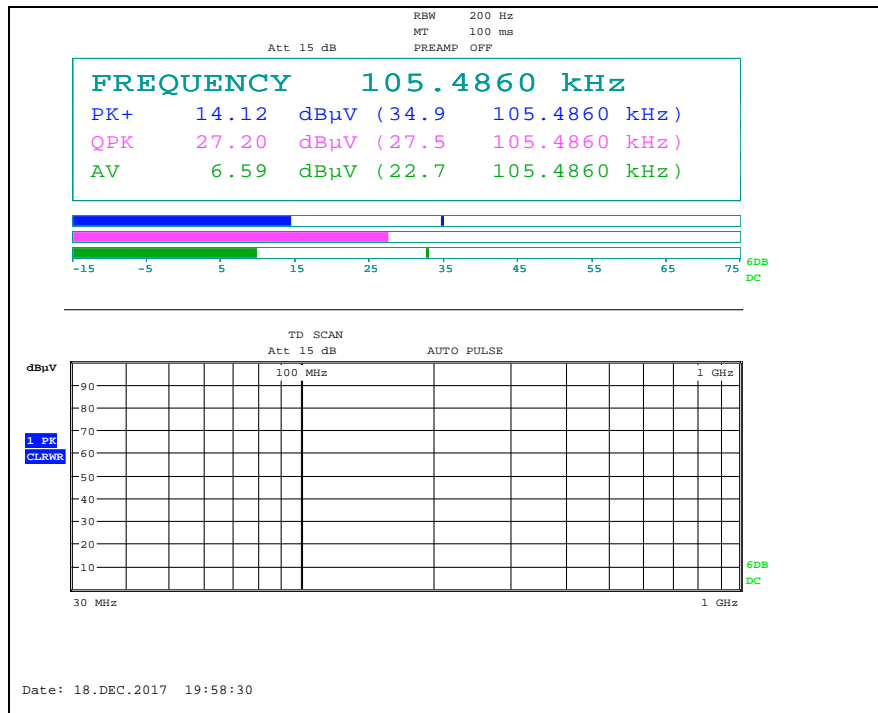 RBW 200 Hz
MT 100 ms
Att 15 dB PREAMP OFF
FREQUENCY 105.4860 kHz
PK+ 14.12 dBµV (34.9 105.4860 kHz)
QPK 27.20 dBµV (27.5 105.4860 kHz)
AV 6.59 dBµV (22.7 105.4860 kHz)
-15 -5 5 15 25 35 45 55 65 75
6DB
DC
TD SCAN
Att 15 dB AUTO PULSE
dBµV
100 MHz 1 GHz
90
80
70
1 PK
CLRWR
60
50
40
30
20
10
6DB
DC
30 MHz 1 GHz
Date: 18.DEC.2017 19:58:30